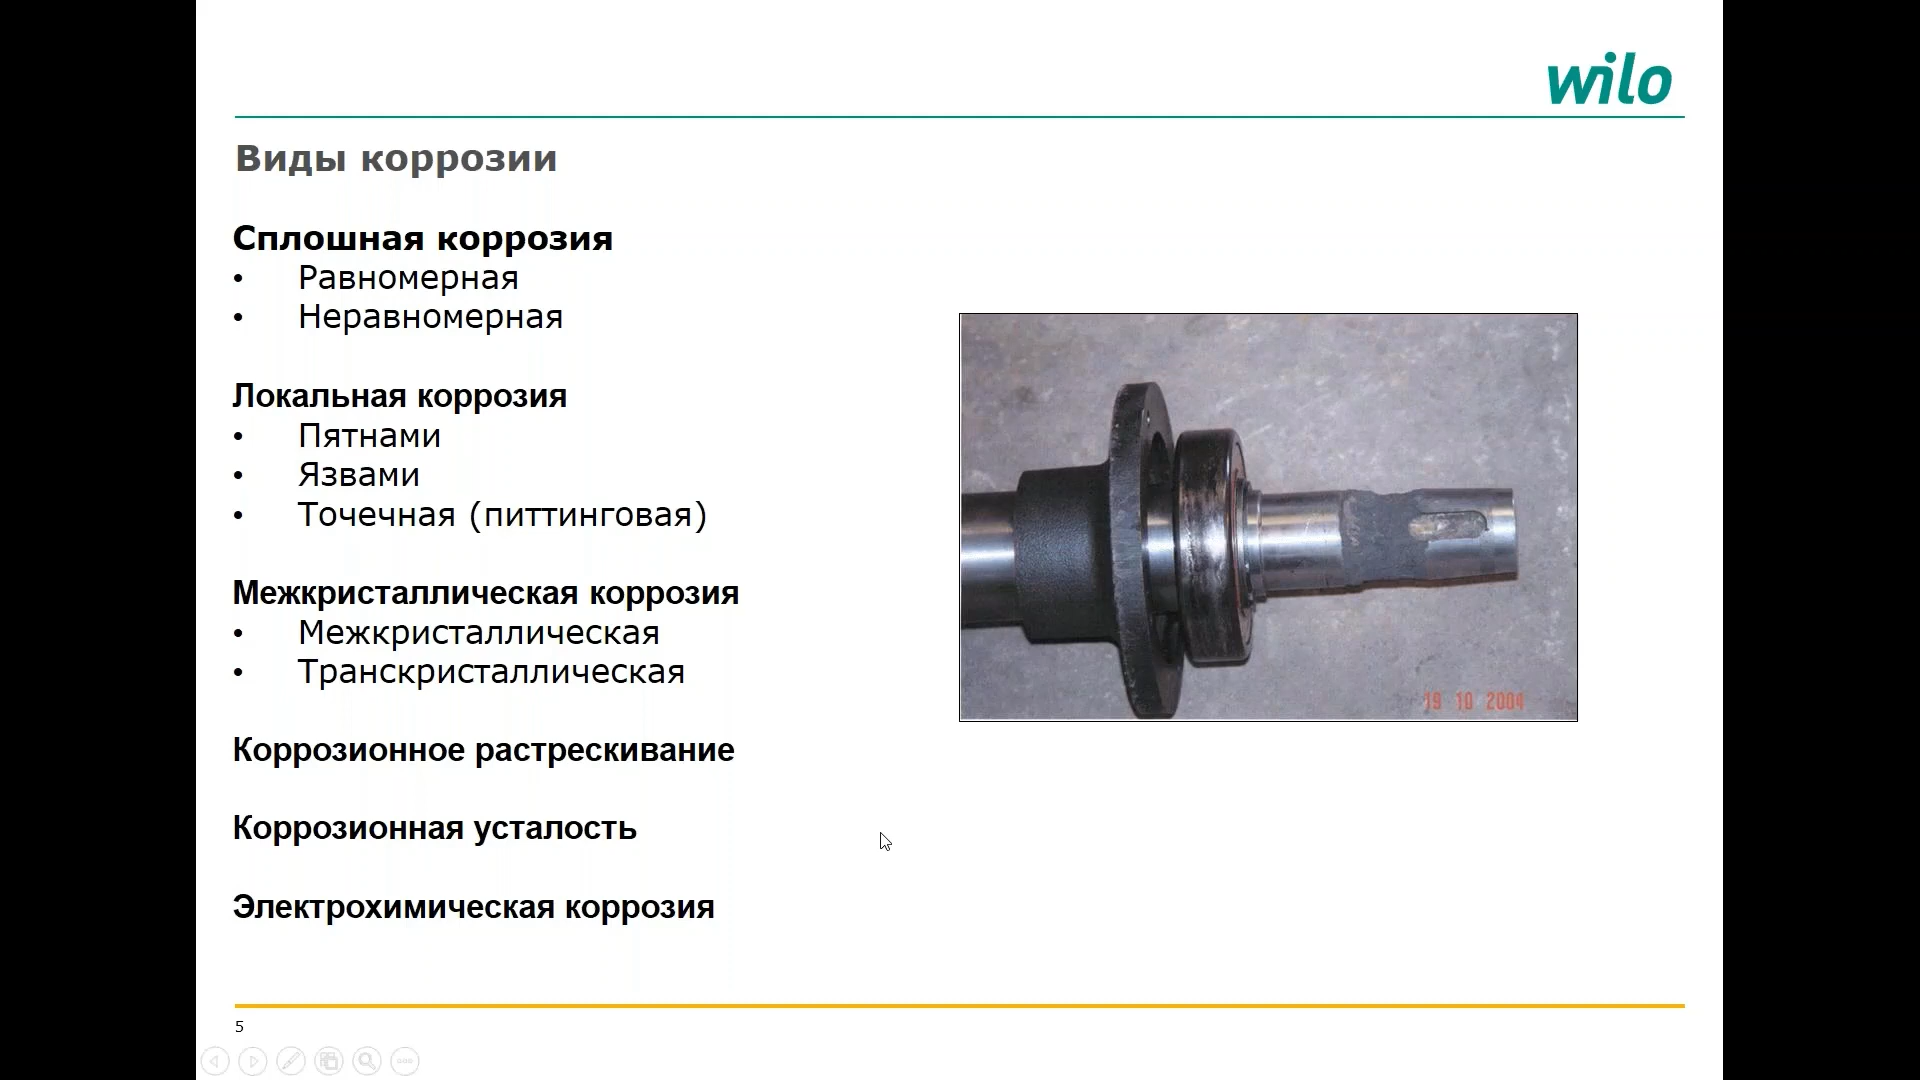 wilo
Виды коррозии
Сплошная коррозия
• Равномерная
• Неравномерная
Локальная коррозия
• Пятнами
• Язвами
• Точечная (питтинговая)
Межкристаллическая коррозия
• Межкристаллическая
• Транскристаллическая
Коррозионное растрескивание
Коррозионная усталость
Электрохимическая коррозия
19 10 2004
5